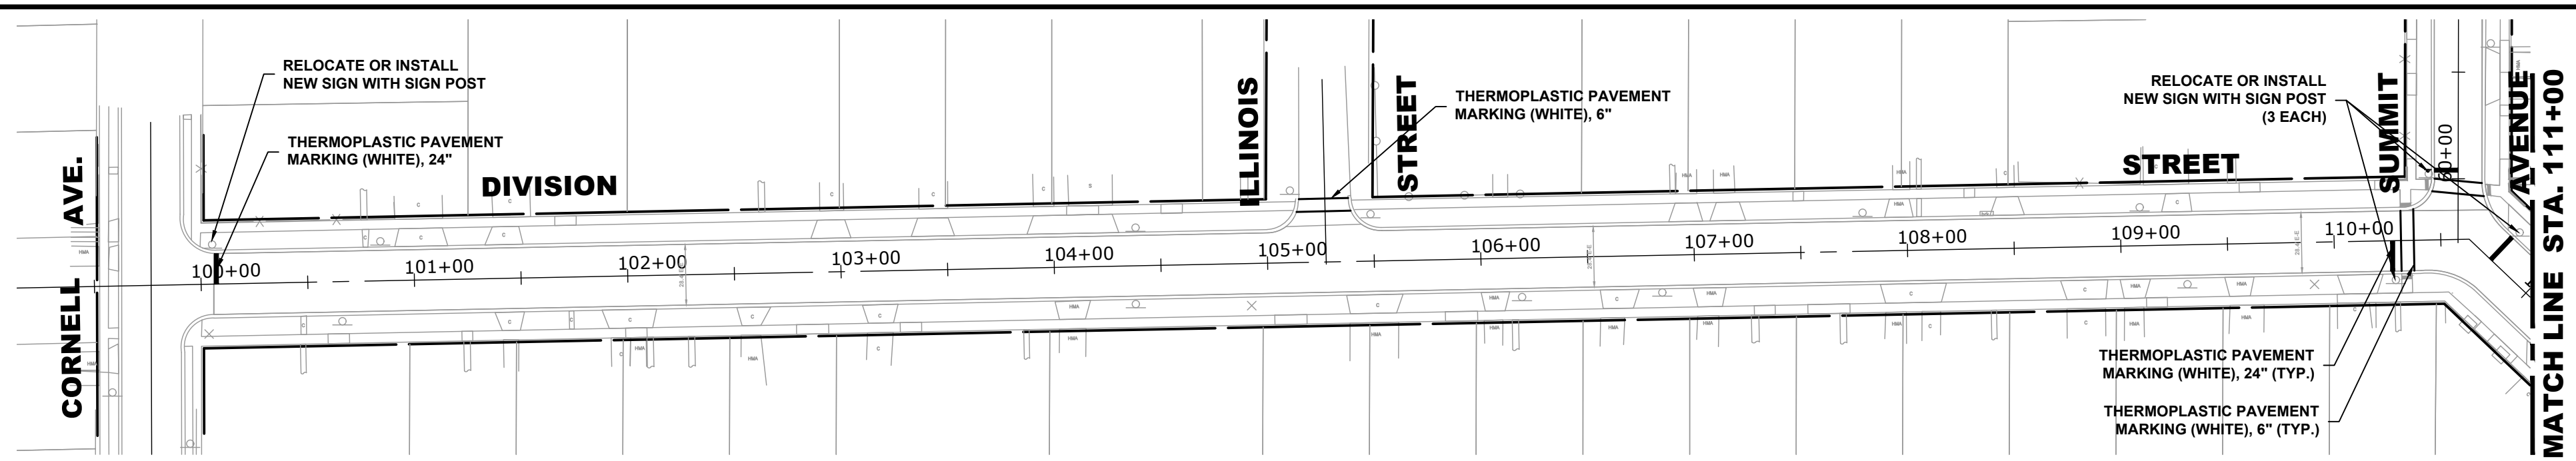 RELOCATE OR INSTALL
NEW SIGN WITH SIGN POST
THERMOPLASTIC PAVEMENT
MARKING (WHITE), 24"
CORNELL AVE.
DIVISION
ILLINOIS
STREET
THERMOPLASTIC PAVEMENT
MARKING (WHITE), 6"
RELOCATE OR INSTALL
NEW SIGN WITH SIGN POST
(3 EACH)
STREET
SUMMIT
AVENUE
MATCH LINE STA. 111+00
100+00
101+00
102+00
103+00
104+00
105+00
106+00
107+00
108+00
109+00
110+00
THERMOPLASTIC PAVEMENT
MARKING (WHITE), 24" (TYP.)
THERMOPLASTIC PAVEMENT
MARKING (WHITE), 6" (TYP.)